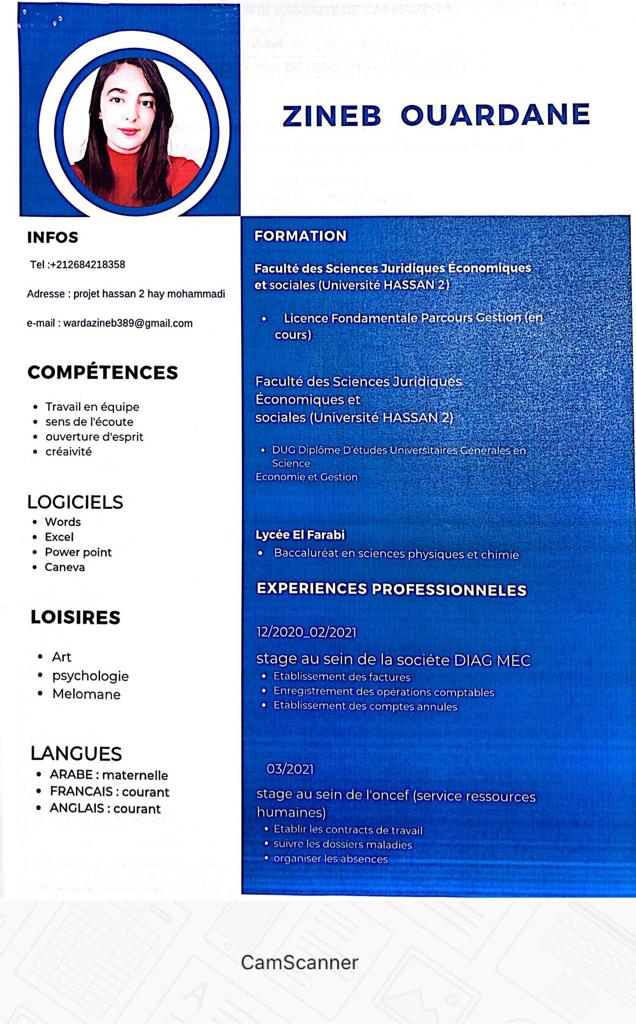 ZINEB OUARDANE
INFOS
Tel :+212684218358
Adresse : projet hassan 2 hay mohammadi
e-mail : wardazineb389@gmail.com
COMPÉTENCES
• Travail en équipe
• sens de l'écoute
• ouverture d'esprit
• créaivité
LOGICIELS
• Words
• Excel
• Power point
• Caneva
LOISIRES
• Art
• psychologie
• Melomane
LANGUES
• ARABE : maternelle
• FRANCAIS : courant
• ANGLAIS : courant
FORMATION
Faculté des Sciences Juridiques Économiques
et sociales (Université HASSAN 2)
• Licence Fondamentale Parcours Gestion (en
cours)
Faculté des Sciences Juridiques
Économiques et
sociales (Université HASSAN 2)
• DUG Diplôme D'études Universitaires Générales en
Science
Economie et Gestion
Lycée El Farabi
• Baccaluréat en sciences physiques et chimie
EXPERIENCES PROFESSIONNELES
12/2020_02/2021
stage au sein de la sociéte DIAG MEC
• Etablissement des factures
• Enregistrement des opérations comptables
• Etablissement des comptes annules
03/2021
stage au sein de l'oncef (service ressources
humaines)
• Etablir les contracts de travail
• suivre les dossiers maladies
• organiser les absences
CamScanner